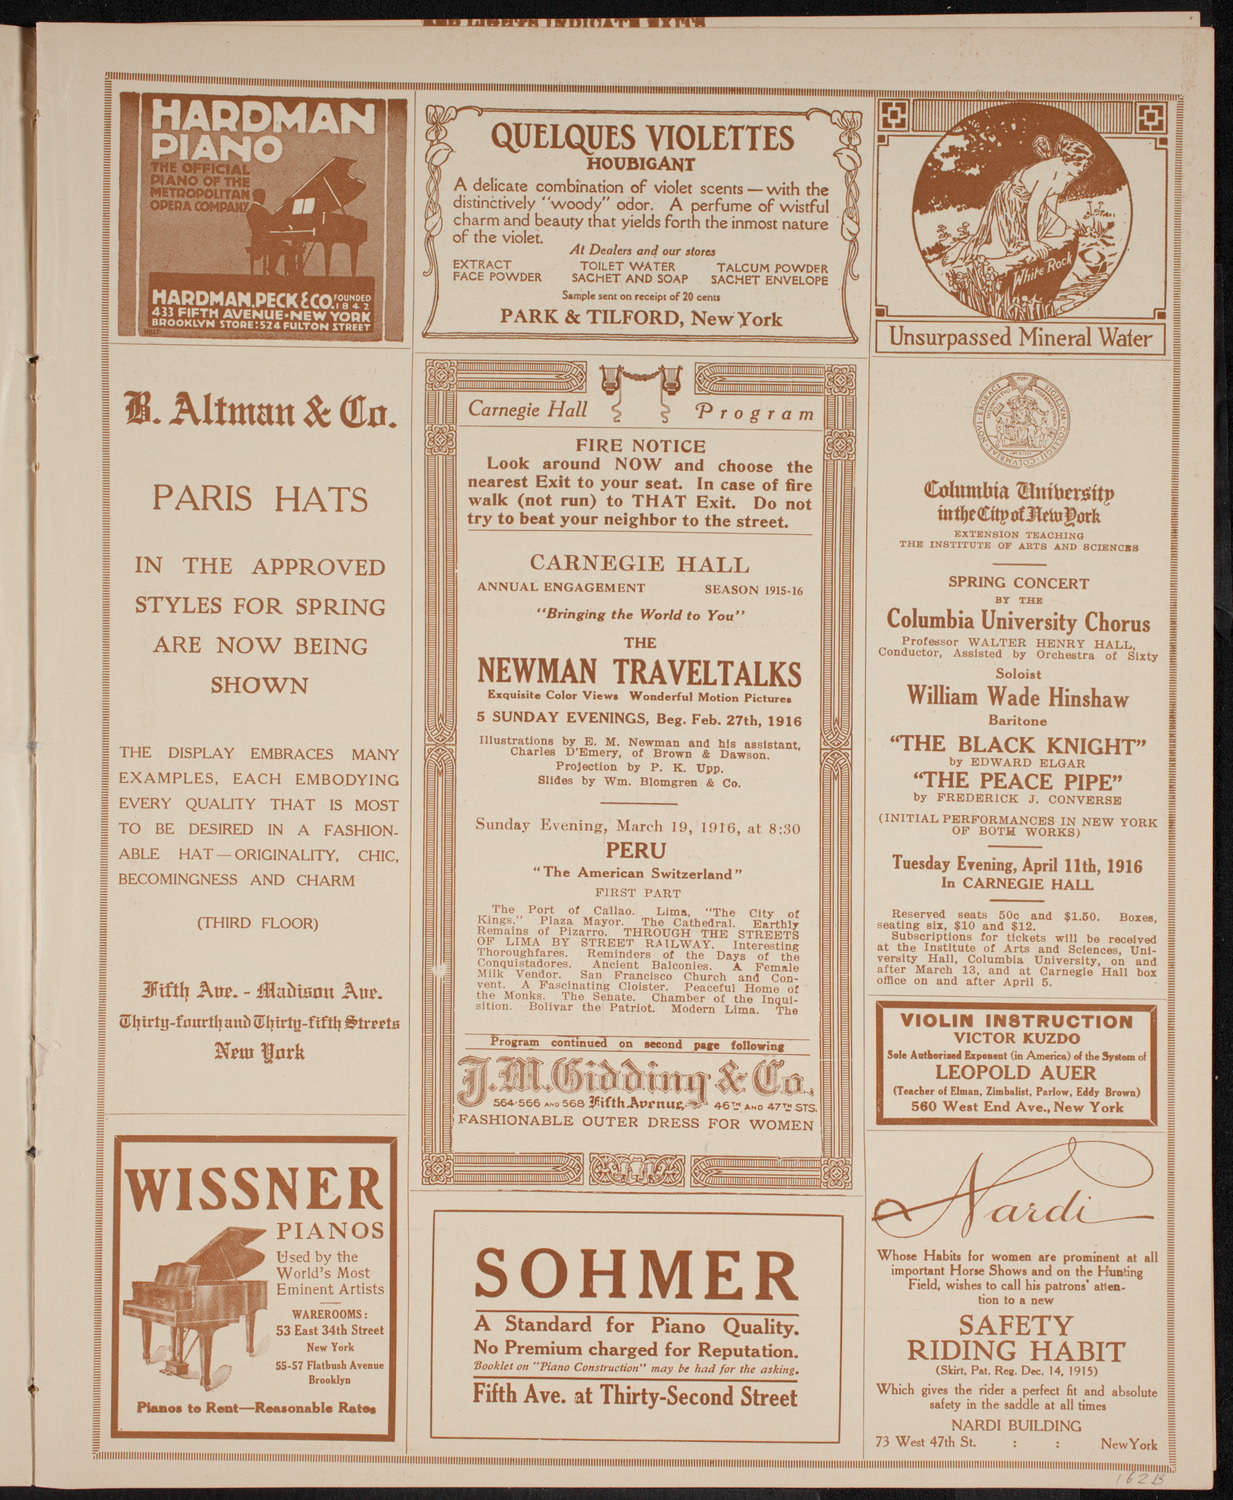 HARDMAN
PIANO
THE OFFICIAL
PIANO OF THE
METROPOLITAN
OPERA COMPANY
HARDMAN, PECK & CO. FOUNDED 1842
433 FIFTH AVENUE · NEW YORK
BROOKLYN STORE: 524 FULTON STREET
B. Altman & Co.
PARIS HATS
IN THE APPROVED
STYLES FOR SPRING
ARE NOW BEING
SHOWN
THE DISPLAY EMBRACES MANY
EXAMPLES, EACH EMBODYING
EVERY QUALITY THAT IS MOST
TO BE DESIRED IN A FASHION-
ABLE HAT—ORIGINALITY, CHIC,
BECOMINGNESS AND CHARM
(THIRD FLOOR)
Fifth Ave. - Madison Ave.
Thirty-fourth and Thirty-fifth Streets
New York
WISSNER
PIANOS
Used by the
World's Most
Eminent Artists
WAREROOMS:
53 East 34th Street
New York
55-57 Flatbush Avenue
Brooklyn
Pianos to Rent—Reasonable Rates
QUELQUES VIOLETTES
HOUBIGANT
A delicate combination of violet scents — with the
distinctively "woody" odor. A perfume of wistful
charm and beauty that yields forth the inmost nature
of the violet.
At Dealers and our stores
EXTRACT TOILET WATER TALCUM POWDER
FACE POWDER SACHET AND SOAP SACHET ENVELOPE
Sample sent on receipt of 20 cents
PARK & TILFORD, New York
Carnegie Hall Program
FIRE NOTICE
Look around NOW and choose the
nearest Exit to your seat. In case of fire
walk (not run) to THAT Exit. Do not
try to beat your neighbor to the street.
CARNEGIE HALL
ANNUAL ENGAGEMENT SEASON 1915-16
"Bringing the World to You"
THE
NEWMAN TRAVELTALKS
Exquisite Color Views Wonderful Motion Pictures
5 SUNDAY EVENINGS, Beg. Feb. 27th, 1916
Illustrations by E. M. Newman and his assistant,
Charles D'Emery, of Brown & Dawson.
Projection by P. K. Upp.
Slides by Wm. Blomgren & Co.
Sunday Evening, March 19, 1916, at 8:30
PERU
"The American Switzerland"
FIRST PART
The Port of Callao. Lima, "The City of
Kings." Plaza Mayor. The Cathedral. Earthly
Remains of Pizarro. THROUGH THE STREETS
OF LIMA BY STREET RAILWAY. Interesting
Thoroughfares. Reminders of the Days of the
Conquistadores. Ancient Balconies. A Female
Milk Vendor. San Francisco Church and Con-
vent. A Fascinating Cloister. Peaceful Home of
the Monks. The Senate. Chamber of the Inqui-
sition. Bolivar the Patriot. Modern Lima. The
Program continued on second page following
J. M. Gidding & Co.
564-566 AND 568 Fifth Avenue, 46TH AND 47TH STS.
FASHIONABLE OUTER DRESS FOR WOMEN
SOHMER
A Standard for Piano Quality.
No Premium charged for Reputation.
Booklet on "Piano Construction" may be had for the asking.
Fifth Ave. at Thirty-Second Street
White Rock
Unsurpassed Mineral Water
Columbia University
in the City of New York
EXTENSION TEACHING
THE INSTITUTE OF ARTS AND SCIENCES
SPRING CONCERT
BY THE
Columbia University Chorus
Professor WALTER HENRY HALL,
Conductor, Assisted by Orchestra of Sixty
Soloist
William Wade Hinshaw
Baritone
"THE BLACK KNIGHT"
by EDWARD ELGAR
"THE PEACE PIPE"
by FREDERICK J. CONVERSE
(INITIAL PERFORMANCES IN NEW YORK
OF BOTH WORKS)
Tuesday Evening, April 11th, 1916
In CARNEGIE HALL
Reserved seats 50c and $1.50. Boxes,
seating six, $10 and $12.
Subscriptions for tickets will be received
at the Institute of Arts and Sciences, Uni-
versity Hall, Columbia University, on and
after March 13, and at Carnegie Hall box
office on and after April 5.
VIOLIN INSTRUCTION
VICTOR KUZDO
Sole Authorized Exponent (in America) of the System of
LEOPOLD AUER
(Teacher of Elman, Zimbalist, Parlow, Eddy Brown)
560 West End Ave., New York
Nardi
Whose Habits for women are prominent at all
important Horse Shows and on the Hunting
Field, wishes to call his patrons' atten-
tion to a new
SAFETY
RIDING HABIT
(Skirt, Pat. Reg. Dec. 14, 1915)
Which gives the rider a perfect fit and absolute
safety in the saddle at all times
NARDI BUILDING
73 West 47th St. : : New York
162B